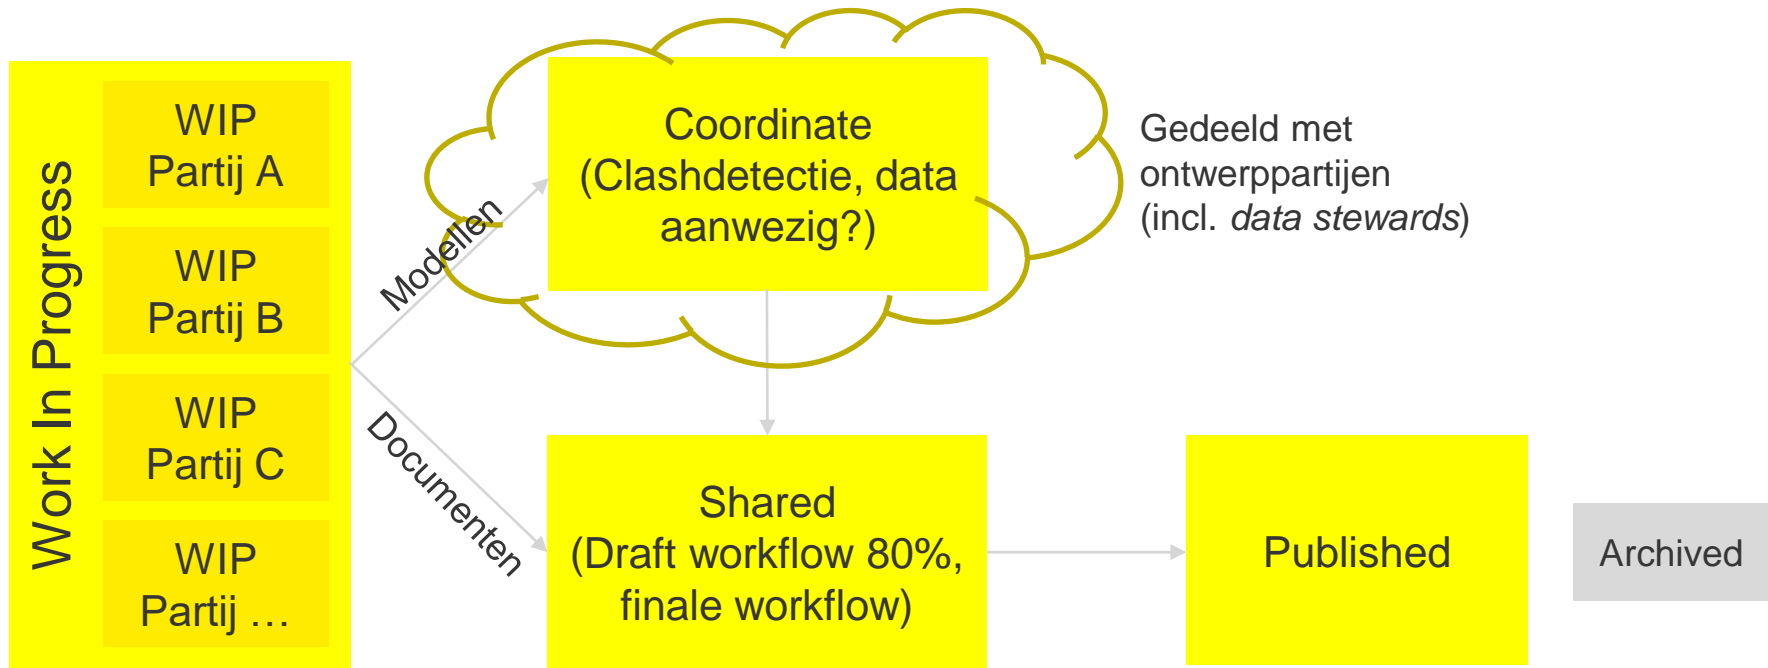 Work In Progress
WIP
Partij A
WIP
Partij B
WIP
Partij C
WIP
Partij …
Modellen
Documenten
Coordinate
(Clashdetectie, data
aanwezig?)
Gedeeld met
ontwerppartijen
(incl. data stewards)
Shared
(Draft workflow 80%,
finale workflow)
Published
Archived